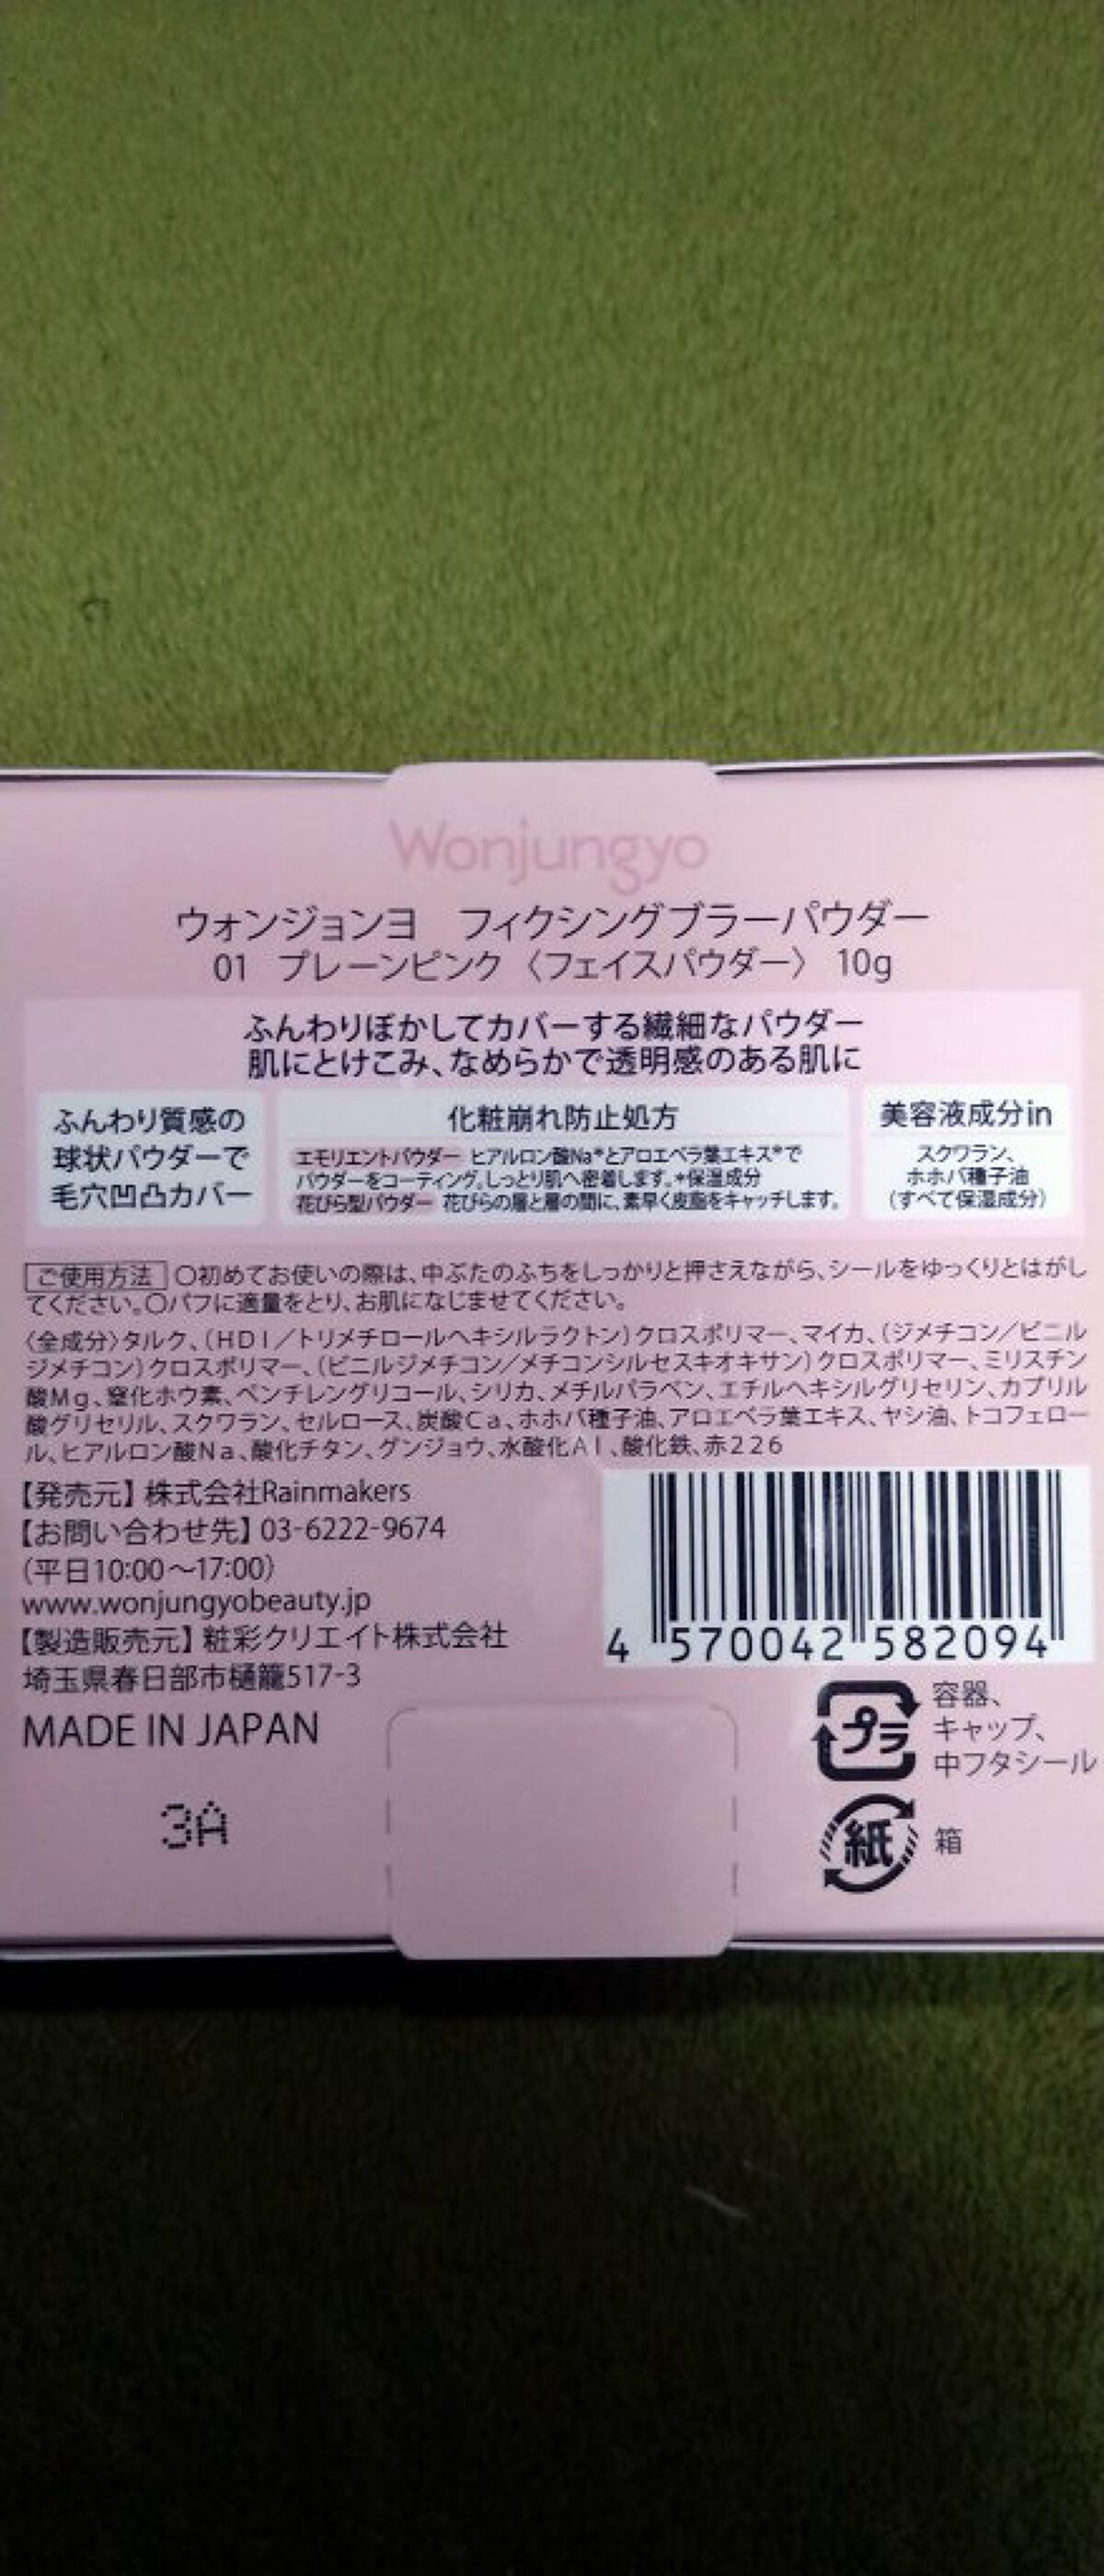 Wonjungyo
ウォンジョンヨ　フィクシングブラーパウダー
01　プレーンピンク〈フェイスパウダー〉 10g
ふんわりぼかしてカバーする繊細なパウダー
肌にとけこみ、なめらかで透明感のある肌に
ふんわり質感の
球状パウダーで
毛穴凹凸カバー
化粧崩れ防止処方
エモリエントパウダー ヒアルロン酸Na*とアロエベラ葉エキス*で
パウダーをコーティング。しっとり肌へ密着します。*保湿成分
花びら型パウダー 花びらの層と層の間に、素早く皮脂をキャッチします。
美容液成分in
スクワラン、
ホホバ種子油
(すべて保湿成分)
ご使用方法 〇初めてお使いの際は、中ぶたのふちをしっかりと押さえながら、シールをゆっくりとはがし
てください。〇パフに適量をとり、お肌になじませてください。
〈全成分〉タルク、(HDI/トリメチロールヘキシルラクトン)クロスポリマー、マイカ、(ジメチコン/ビニル
ジメチコン)クロスポリマー、(ビニルジメチコン/メチコンシルセスキオキサン)クロスポリマー、ミリスチン
酸Mg、窒化ホウ素、ペンチレングリコール、シリカ、メチルパラベン、エチルヘキシルグリセリン、カプリル
酸グリセリル、スクワラン、セルロース、炭酸Ca、ホホバ種子油、アロエベラ葉エキス、ヤシ油、トコフェロー
ル、ヒアルロン酸Na、酸化チタン、グンジョウ、水酸化Al、酸化鉄、赤226
【発売元】株式会社Rainmakers
【お問い合わせ先】03-6222-9674
(平日10:00〜17:00)
www.wonjungyobeauty.jp
【製造販売元】粧彩クリエイト株式会社
埼玉県春日部市樋籠517-3
MADE IN JAPAN
3A
4 570042 582094
プラ
容器、
キャップ、
中フタシール
紙
箱